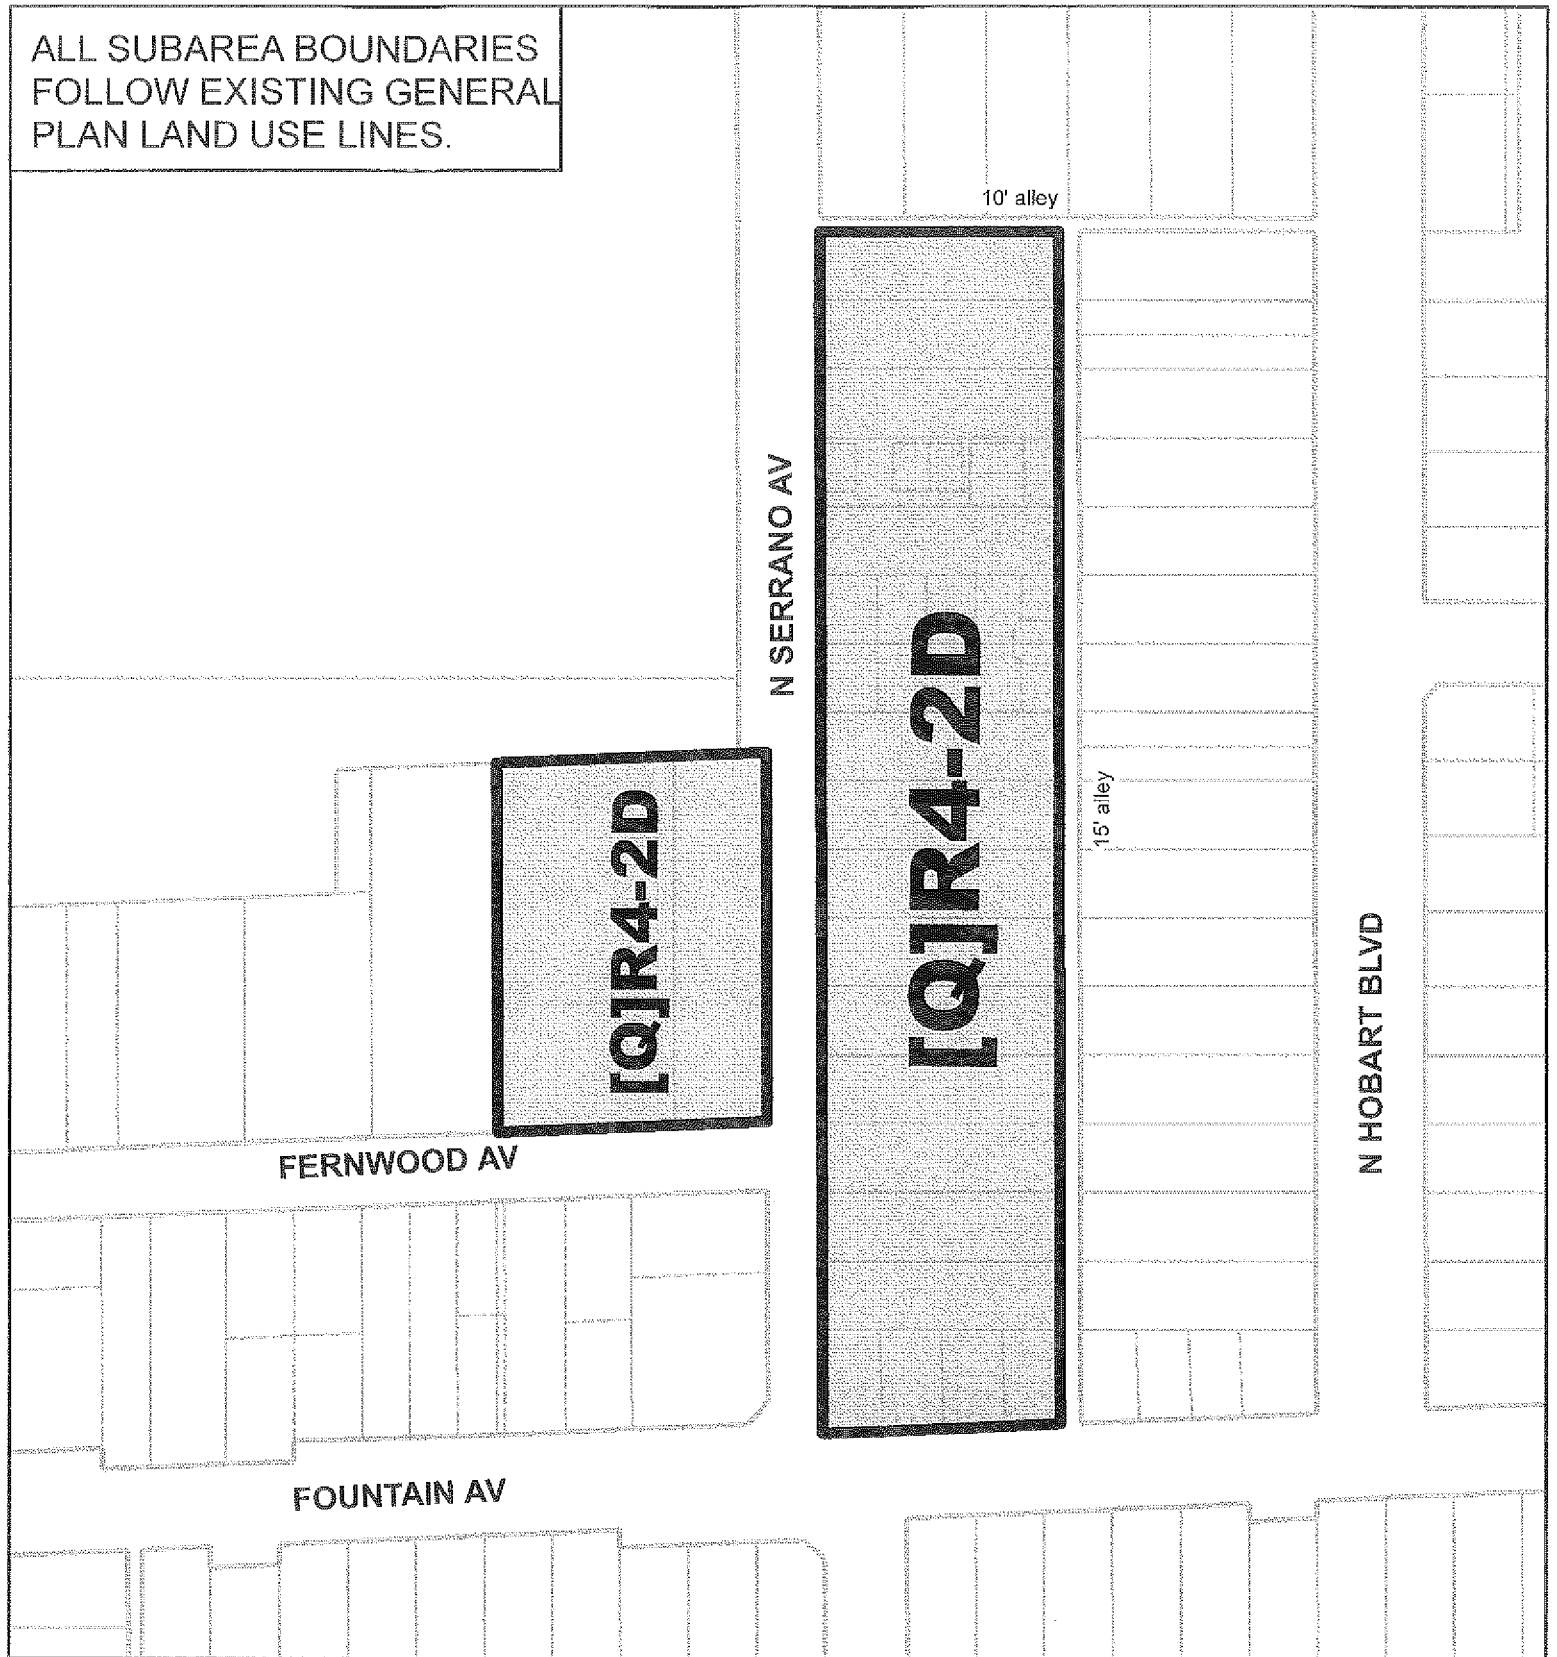 ALL SUBAREA BOUNDARIES
FOLLOW EXISTING GENERAL
PLAN LAND USE LINES.
10' alley
N SERRANO AV
[Q]R4-2D
[Q]R4-2D
15' alley
N HOBART BLVD
FERNWOOD AV
FOUNTAIN AV